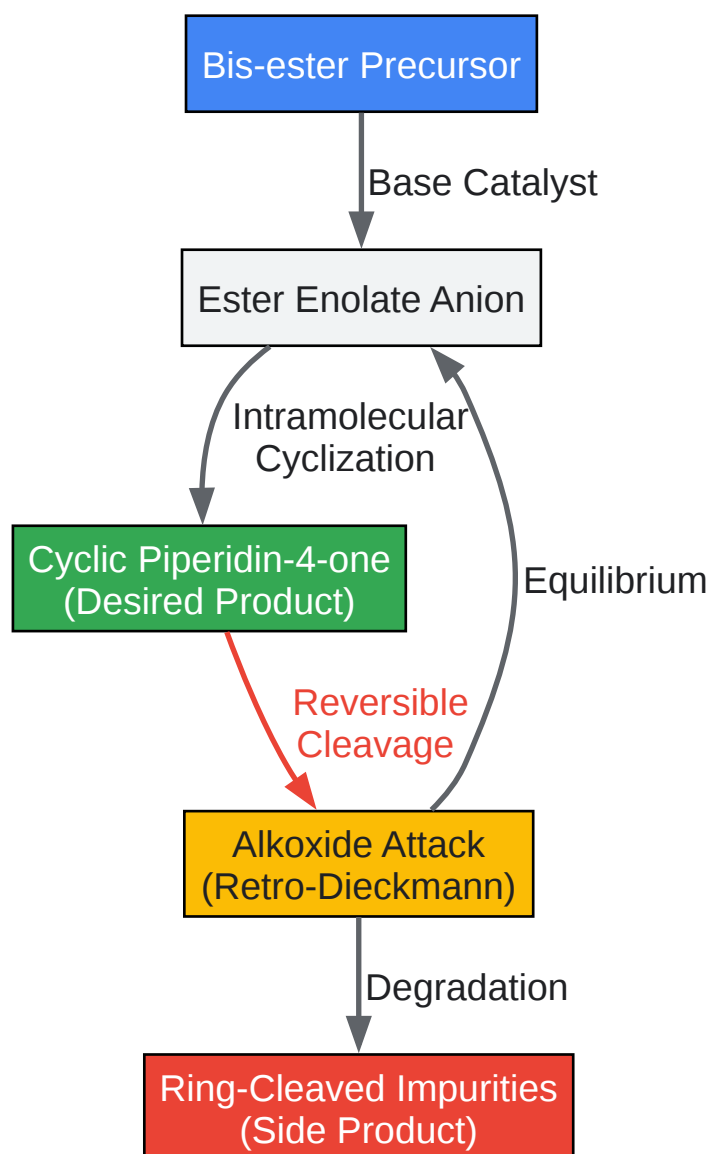 Bis-ester Precursor
Base Catalyst
Ester Enolate Anion
Intramolecular
Cyclization
Cyclic Piperidin-4-one
(Desired Product)
Equilibrium
Reversible
Cleavage
Alkoxide Attack
(Retro-Dieckmann)
Degradation
Ring-Cleaved Impurities
(Side Product)